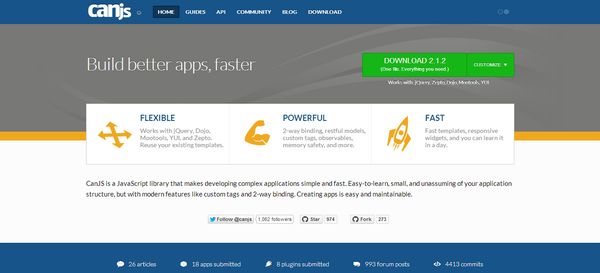 canjs
HOME GUIDES API COMMUNITY BLOG DOWNLOAD
Build better apps, faster
DOWNLOAD 2.1.2
(One file. Everything you need.)
CUSTOMIZE
Works with: jQuery, Zepto, Dojo, Mootools, YUI
FLEXIBLE
Works with jQuery, Dojo,
Mootools, YUI, and Zepto.
Reuse your existing templates.
POWERFUL
2-way binding, restful models,
custom tags, observables,
memory safety, and more.
FAST
Fast templates, responsive
widgets, and you can learn it
in a day.
CanJS is a JavaScript library that makes developing complex applications simple and fast. Easy-to-learn, small, and unassuming of your application
structure, but with modern features like custom tags and 2-way binding. Creating apps is easy and maintainable.
Follow @canjs 1,082 followers Star 974 Fork 273
26 articles 18 apps submitted 8 plugins submitted 993 forum posts 4413 commits